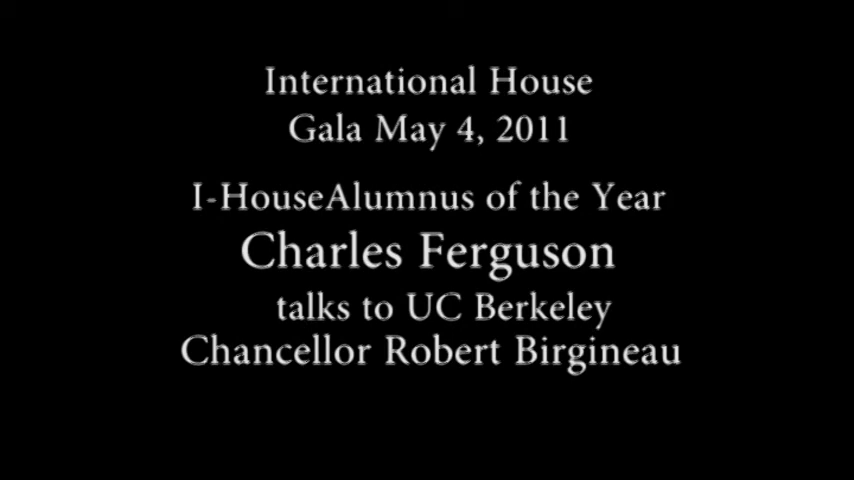 International House
Gala May 4, 2011
I-HouseAlumnus of the Year
Charles Ferguson
talks to UC Berkeley
Chancellor Robert Birgineau